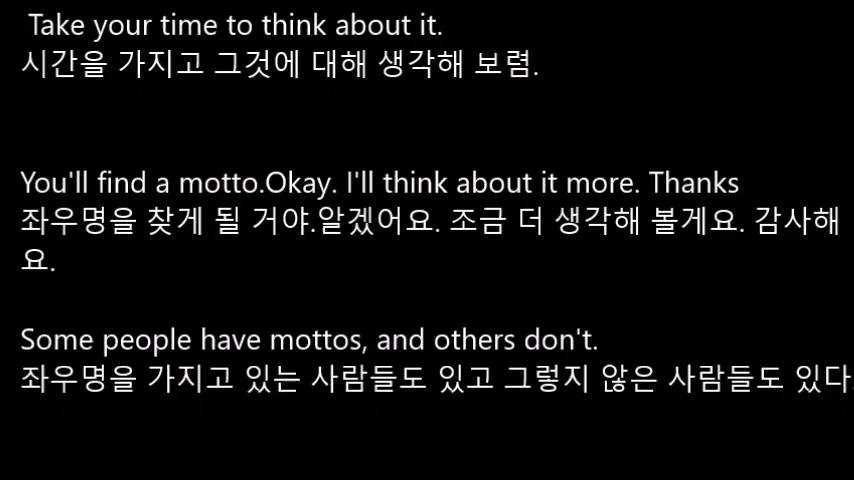 Take your time to think about it.
시간을 가지고 그것에 대해 생각해 보렴.
You'll find a motto.Okay. I'll think about it more. Thanks
좌우명을 찾게 될 거야.알겠어요. 조금 더 생각해 볼게요. 감사해
요.
Some people have mottos, and others don't.
좌우명을 가지고 있는 사람들도 있고 그렇지 않은 사람들도 있다.